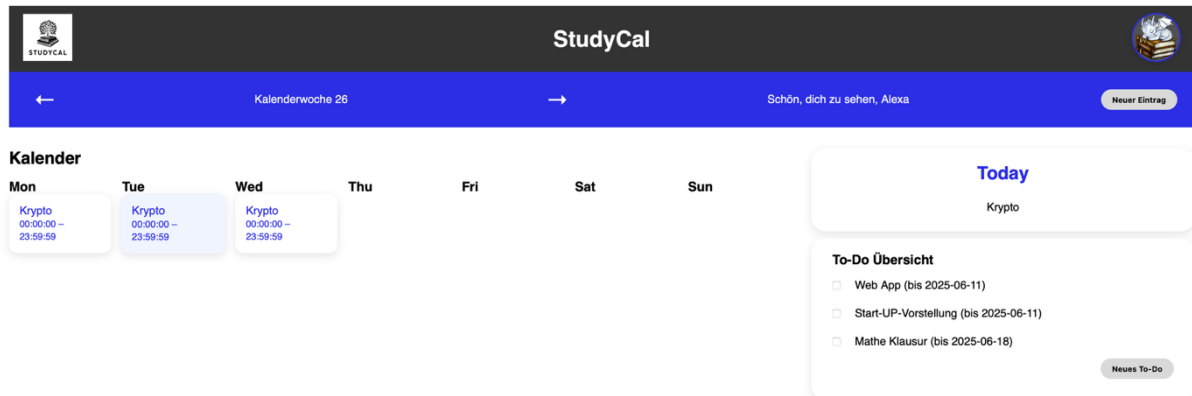 STUDYCAL
StudyCal
Kalenderwoche 26
Schön, dich zu sehen, Alexa
Neuer Eintrag
Kalender
Mon Tue Wed Thu Fri Sat Sun
Krypto
00:00:00 –
23:59:59
Krypto
00:00:00 –
23:59:59
Krypto
00:00:00 –
23:59:59
Today
Krypto
To-Do Übersicht
Web App (bis 2025-06-11)
Start-UP-Vorstellung (bis 2025-06-11)
Mathe Klausur (bis 2025-06-18)
Neues To-Do